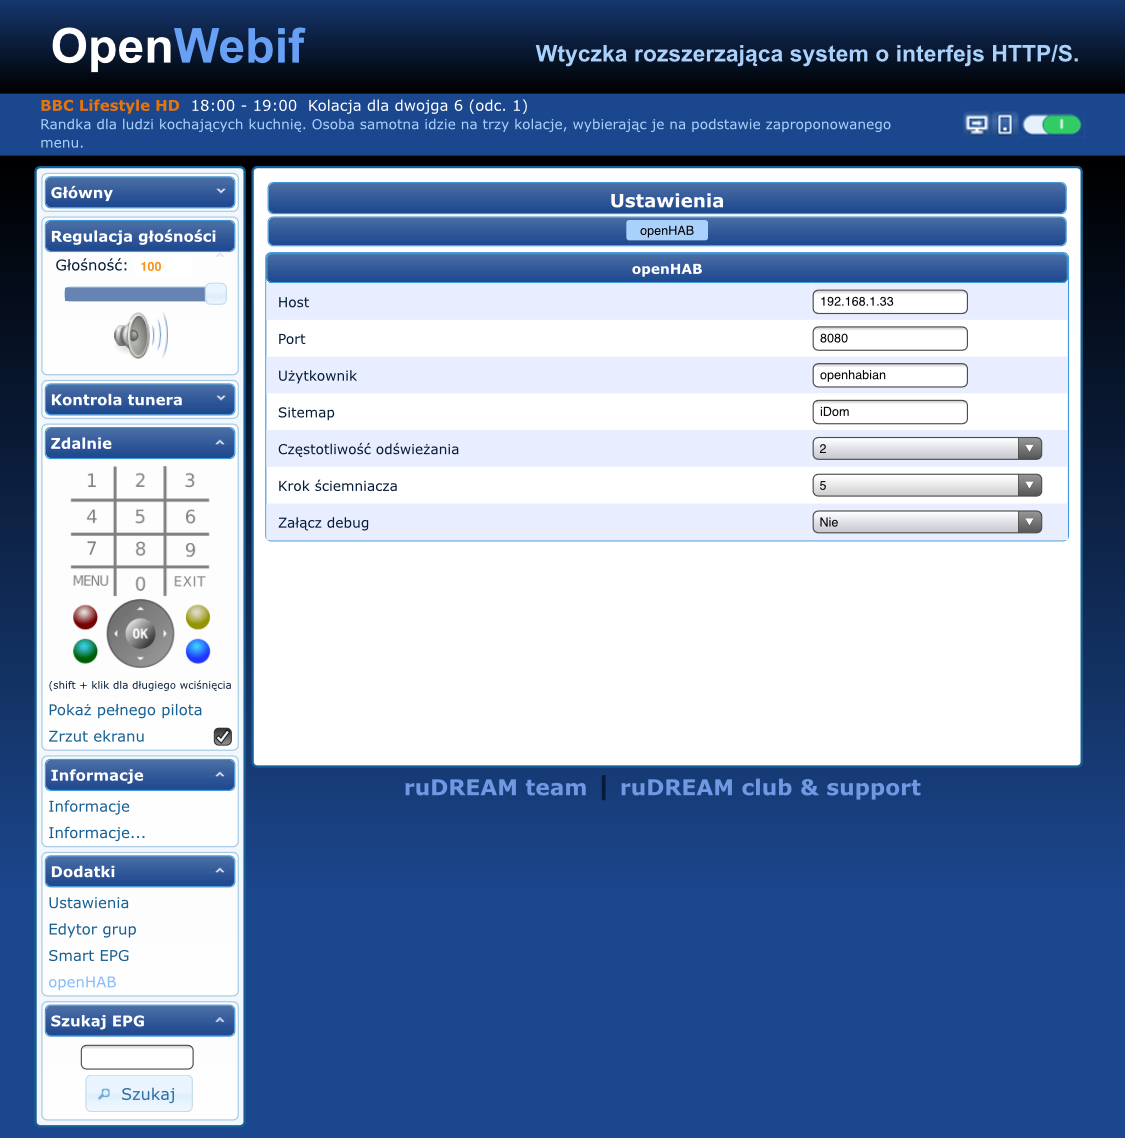 OpenWebif
Wtyczka rozszerzająca system o interfejs HTTP/S.
BBC Lifestyle HD 18:00 - 19:00 Kolacja dla dwojga 6 (odc. 1)
Randka dla ludzi kochających kuchnię. Osoba samotna idzie na trzy kolacje, wybierając je na podstawie zaproponowanego
menu.
Główny
Regulacja głośności
Głośność: 100
Kontrola tunera
Zdalnie
1 2 3
4 5 6
7 8 9
MENU 0 EXIT
OK
(shift + klik dla długiego wciśnięcia
Pokaż pełnego pilota
Zrzut ekranu
Informacje
Informacje
Informacje...
Dodatki
Ustawienia
Edytor grup
Smart EPG
openHAB
Szukaj EPG
Szukaj
Ustawienia
openHAB
openHAB
Host 192.168.1.33
Port 8080
Użytkownik openhabian
Sitemap iDom
Częstotliwość odświeżania 2
Krok ściemniacza 5
Załącz debug Nie
ruDREAM team | ruDREAM club & support